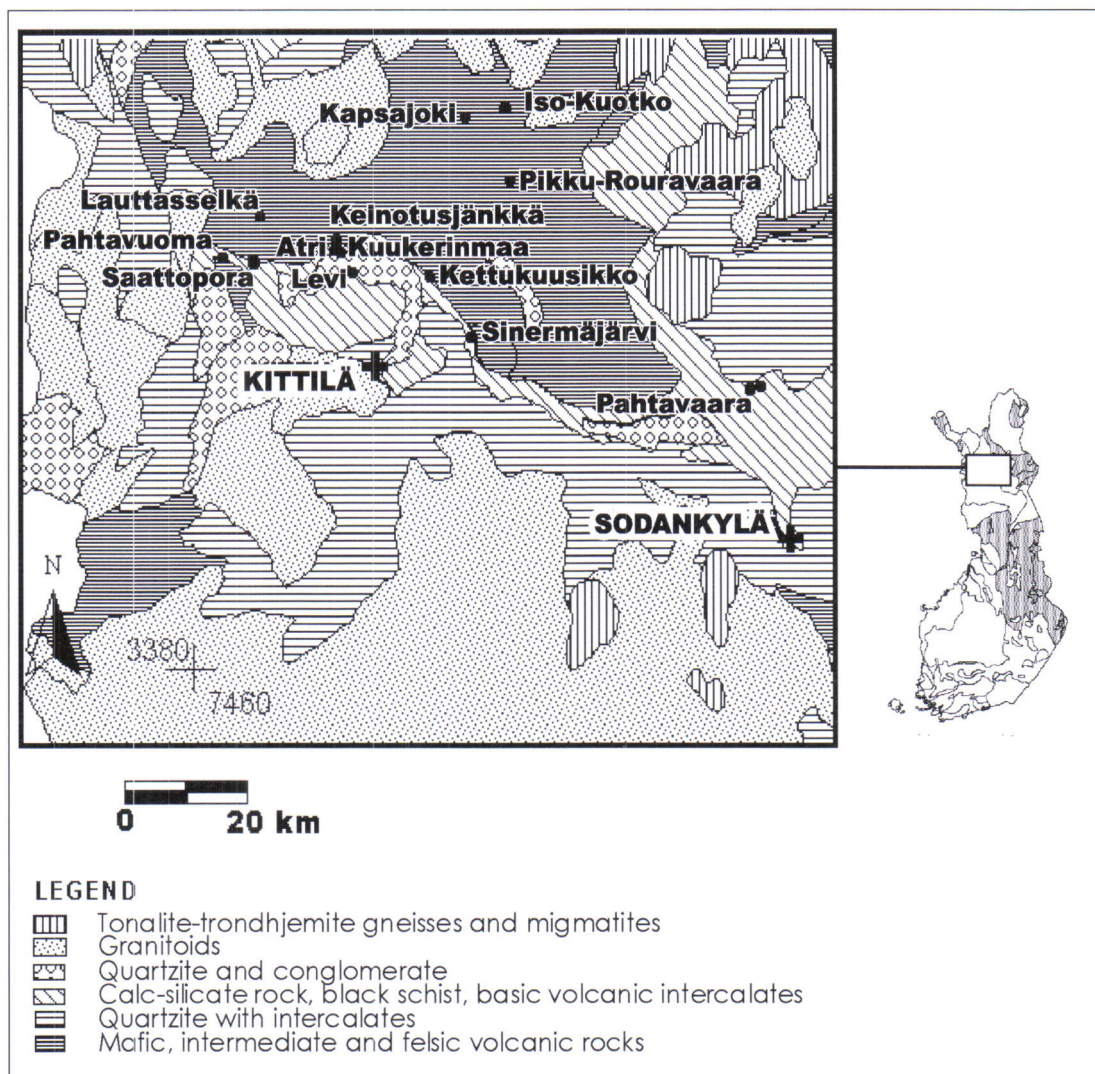 Kapsajoki
Iso-Kuotko
Pikku-Rouravaara
Lauttasselkä
Keinotusjänkkä
Pahtavuoma
Atri
Kuukerinmaa
Saattopora
Levi
Kettukuusikko
Sinermäjärvi
KITTILÄ
Pahtavaara
SODANKYLÄ
N
3380
7460
0 20 km
LEGEND
Tonalite-trondhjemite gneisses and migmatites
Granitoids
Quartzite and conglomerate
Calc-silicate rock, black schist, basic volcanic intercalates
Quartzite with intercalates
Mafic, intermediate and felsic volcanic rocks